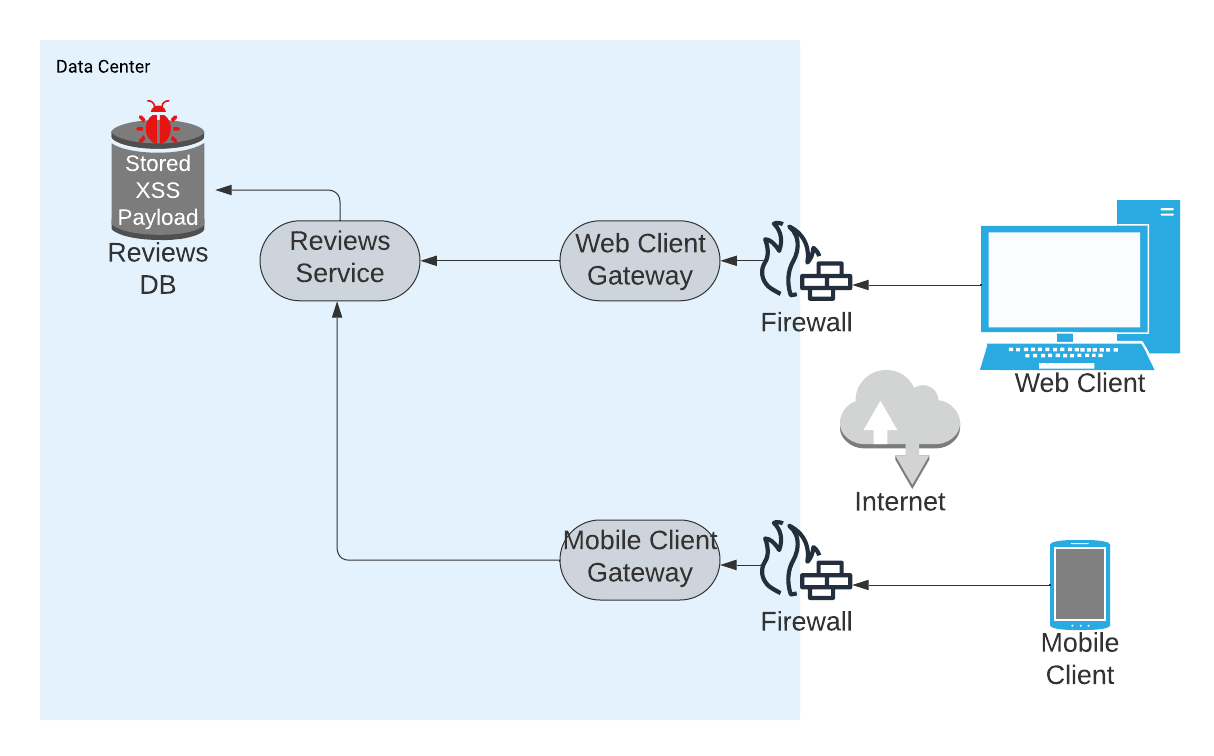 Data Center
Stored
XSS
Payload
Reviews
DB
Reviews
Service
Web Client
Gateway
Firewall
Web Client
Internet
Mobile Client
Gateway
Firewall
Mobile
Client